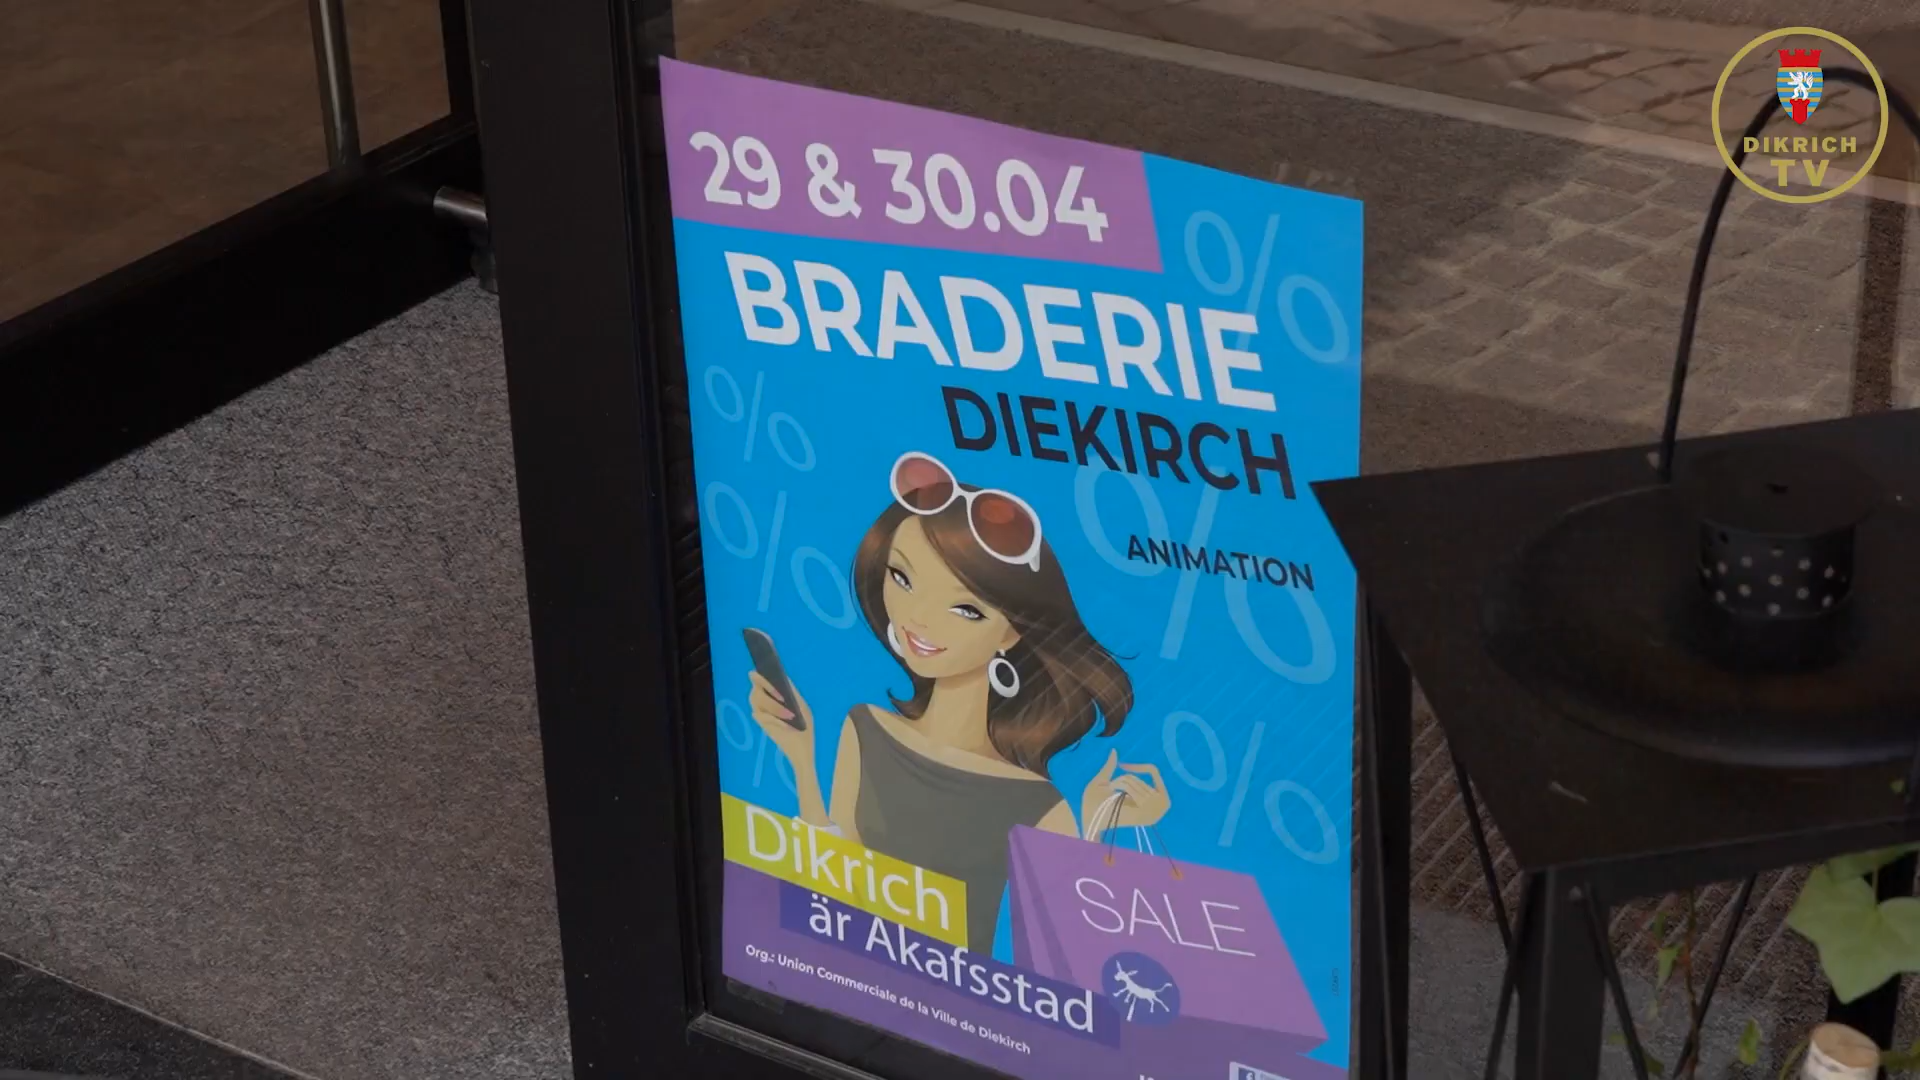 DIKRICH
TV
29 & 30.04
BRADERIE
DIEKIRCH
ANIMATION
SALE
Dikrich
är Akafsstad
Org.: Union Commerciale de la Ville de Diekirch